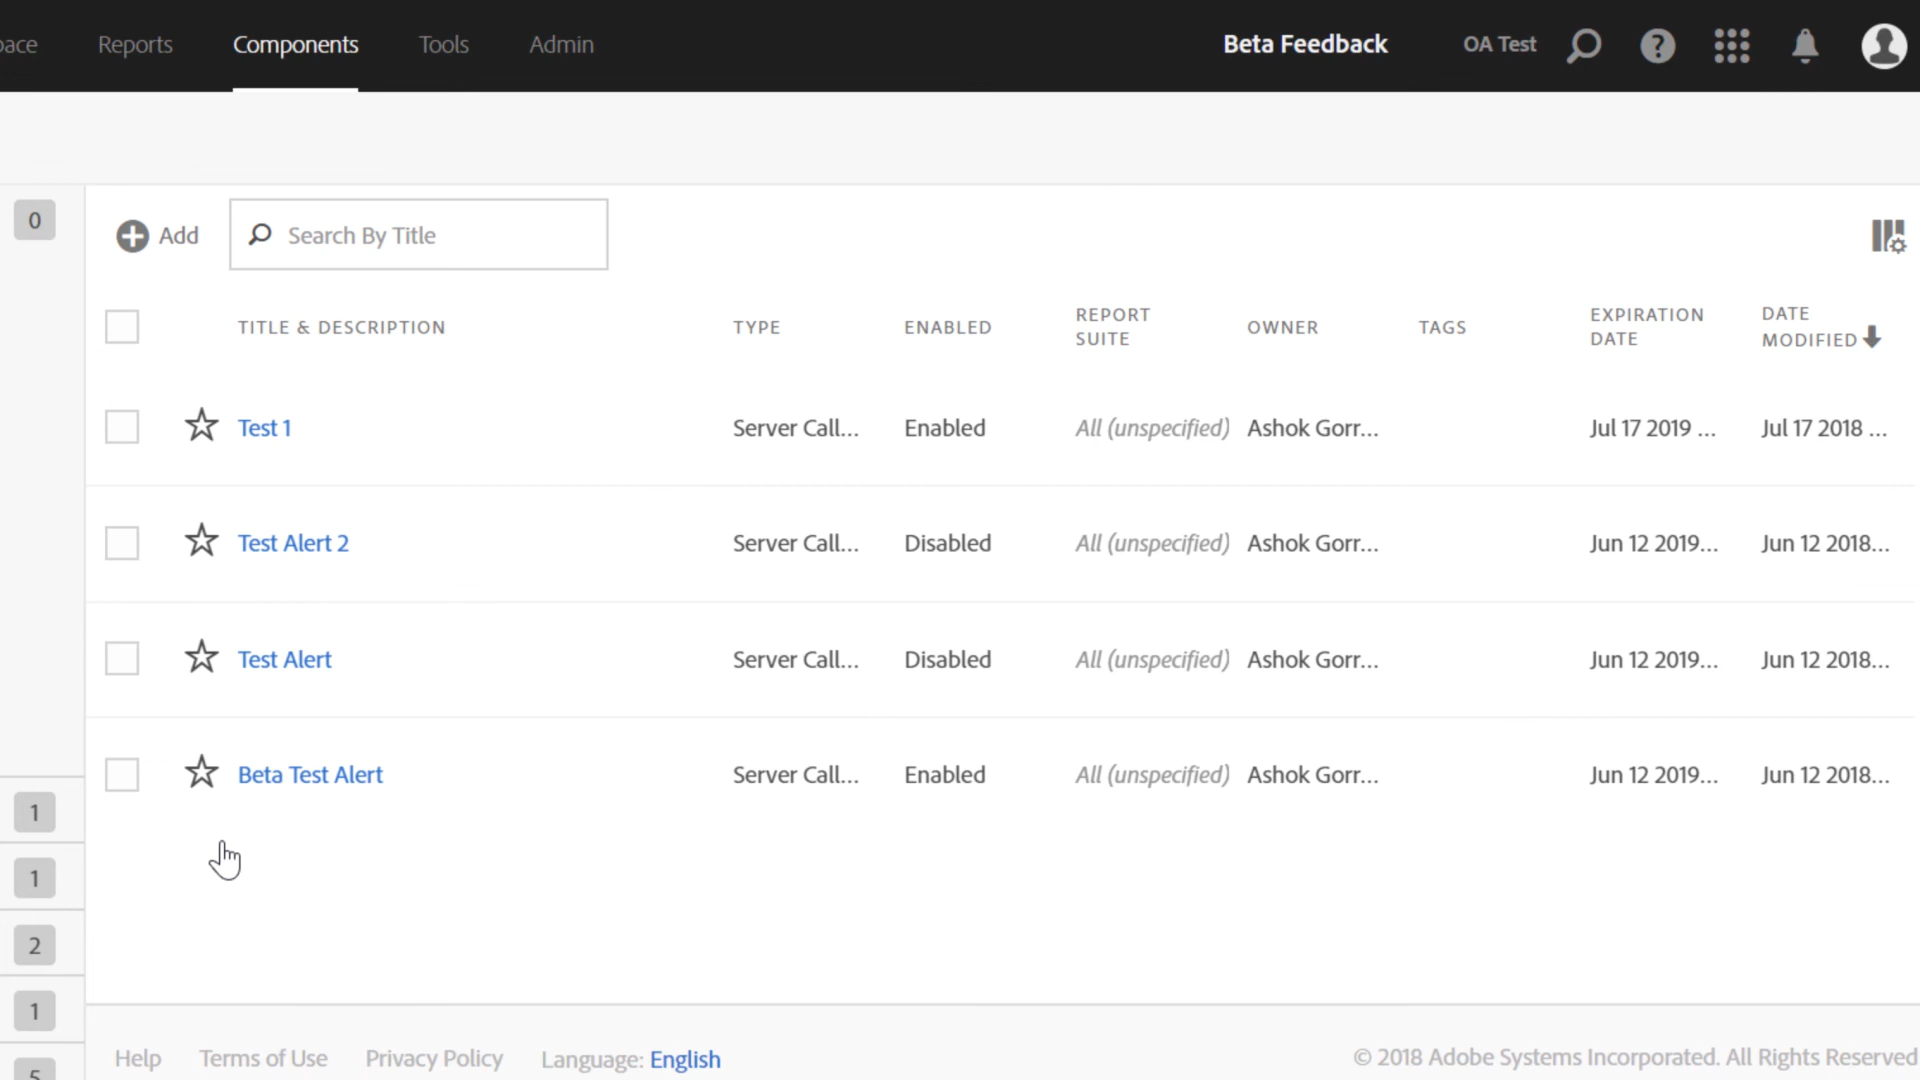 Reports Components Tools Admin Beta Feedback OA Test
0
Add Search By Title
TITLE & DESCRIPTION TYPE ENABLED REPORT SUITE OWNER TAGS EXPIRATION DATE DATE MODIFIED
Test 1 Server Call... Enabled All (unspecified) Ashok Gorr... Jul 17 2019 ... Jul 17 2018 ...
Test Alert 2 Server Call... Disabled All (unspecified) Ashok Gorr... Jun 12 2019... Jun 12 2018...
Test Alert Server Call... Disabled All (unspecified) Ashok Gorr... Jun 12 2019... Jun 12 2018...
Beta Test Alert Server Call... Enabled All (unspecified) Ashok Gorr... Jun 12 2019... Jun 12 2018...
1
1
2
1
5
Help Terms of Use Privacy Policy Language: English © 2018 Adobe Systems Incorporated. All Rights Reserved